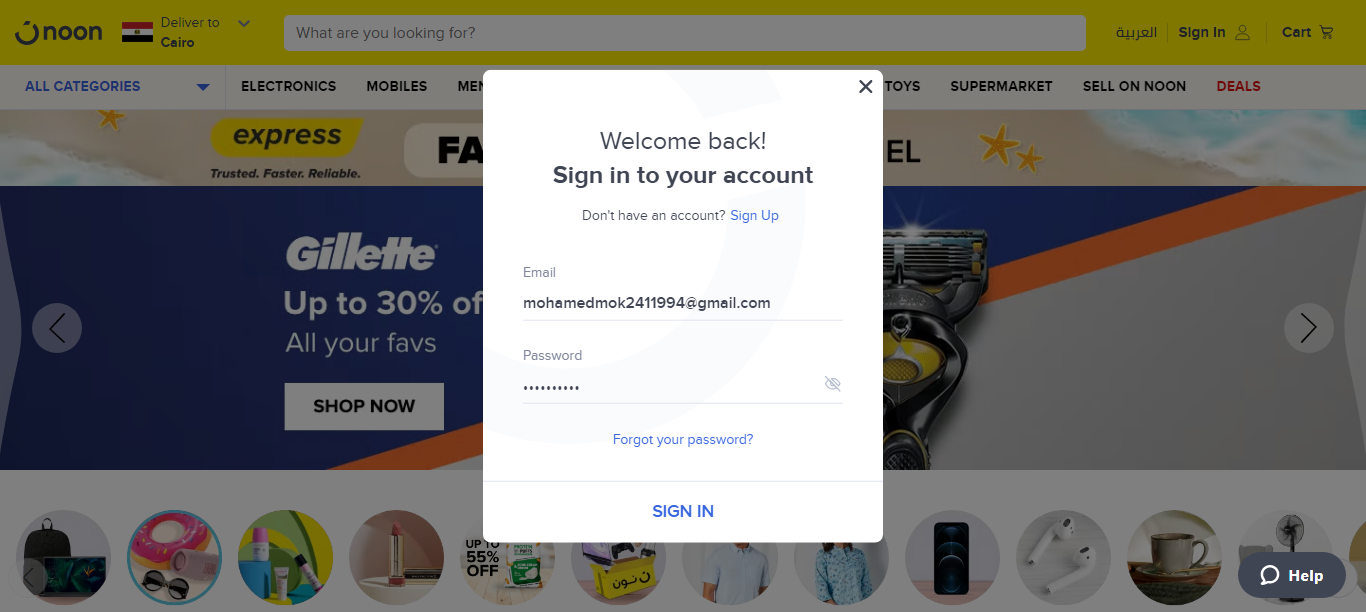 noon
Deliver to
Cairo
What are you looking for?
العربية
Sign In
Cart
ALL CATEGORIES
ELECTRONICS
MOBILES
MEN
TOYS
SUPERMARKET
SELL ON NOON
DEALS
express
Trusted. Faster. Reliable.
FA
EL
Gillette
Up to 30% of
All your favs
SHOP NOW
Welcome back!
Sign in to your account
Don't have an account? Sign Up
Email
mohamedmok2411994@gmail.com
Password
••••••••••
Forgot your password?
SIGN IN
UP TO
55%
OFF
نون
Help